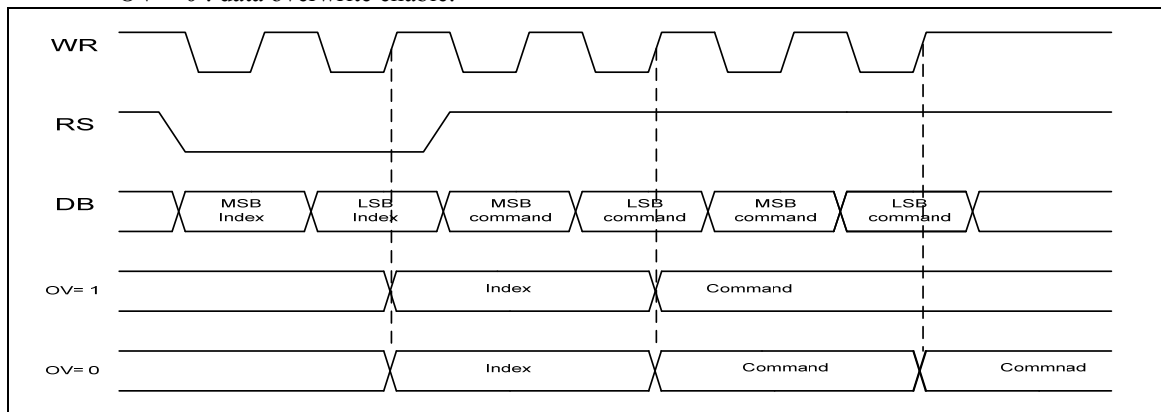 OV = 0 : data overwrite enable.
WR
RS
DB
MSB
Index
LSB
Index
MSB
command
LSB
command
MSB
command
LSB
command
OV= 1
Index
Command
OV= 0
Index
Command
Commnad